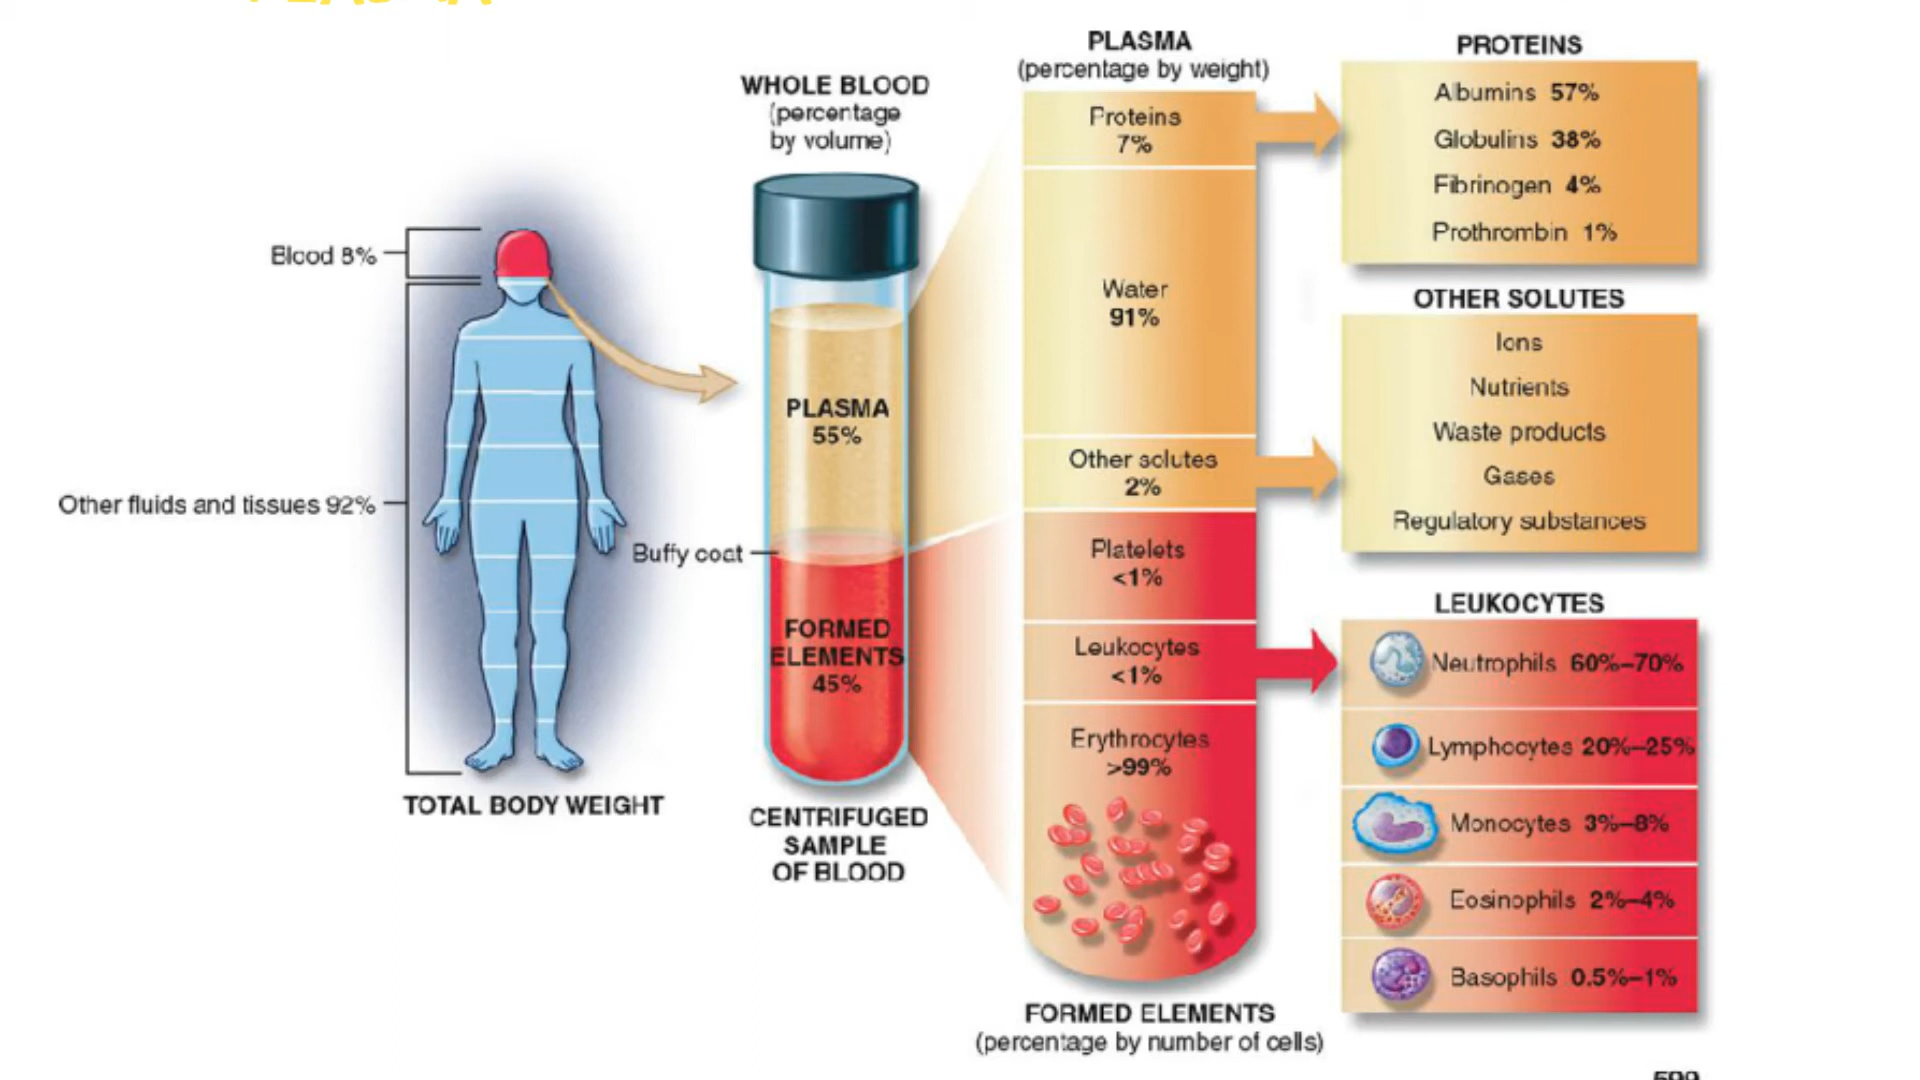 PLASMA
(percentage by weight)
Proteins
7%
Water
91%
Other solutes
2%
Platelets
<1%
Leukocytes
<1%
Erythrocytes
>99%
FORMED ELEMENTS
(percentage by number of cells)
WHOLE BLOOD
(percentage
by volume)
PLASMA
55%
Buffy coat
FORMED
ELEMENTS
45%
CENTRIFUGED
SAMPLE
OF BLOOD
Blood 8%
Other fluids and tissues 92%
TOTAL BODY WEIGHT
PROTEINS
Albumins 57%
Globulins 38%
Fibrinogen 4%
Prothrombin 1%
OTHER SOLUTES
Ions
Nutrients
Waste products
Gases
Regulatory substances
LEUKOCYTES
Neutrophils 60%–70%
Lymphocytes 20%–25%
Monocytes 3%–8%
Eosinophils 2%–4%
Basophils 0.5%–1%